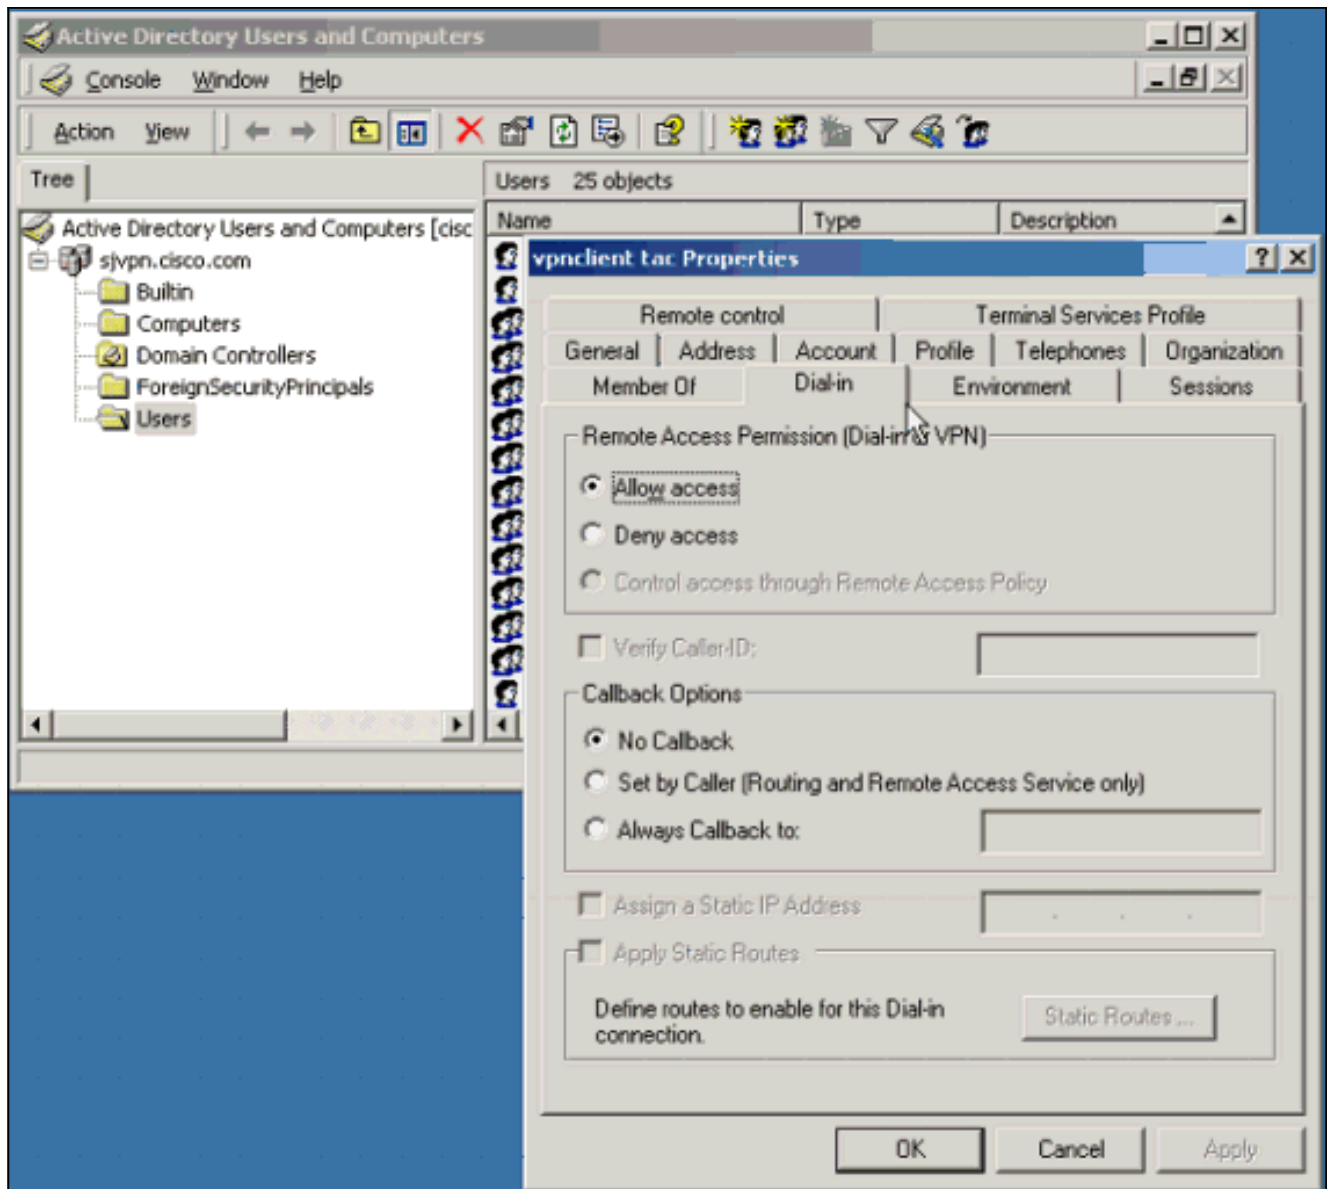 Active Directory Users and Computers
Console Window Help
Action View
Tree
Users 25 objects
Active Directory Users and Computers [cisc
sjvpn.cisco.com
Builtin
Computers
Domain Controllers
ForeignSecurityPrincipals
Users
Name Type Description
vpnclient tac Properties
Remote control Terminal Services Profile
General Address Account Profile Telephones Organization
Member Of Dial-in Environment Sessions
Remote Access Permission (Dial-in & VPN)
Allow access
Deny access
Control access through Remote Access Policy
Verify Caller-ID:
Callback Options
No Callback
Set by Caller (Routing and Remote Access Service only)
Always Callback to:
Assign a Static IP Address
Apply Static Routes
Define routes to enable for this Dial-in
connection.
Static Routes ...
OK Cancel Apply